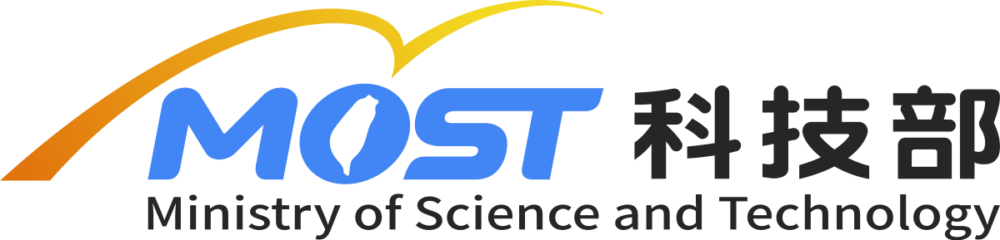 MOST 科技部
Ministry of Science and Technology